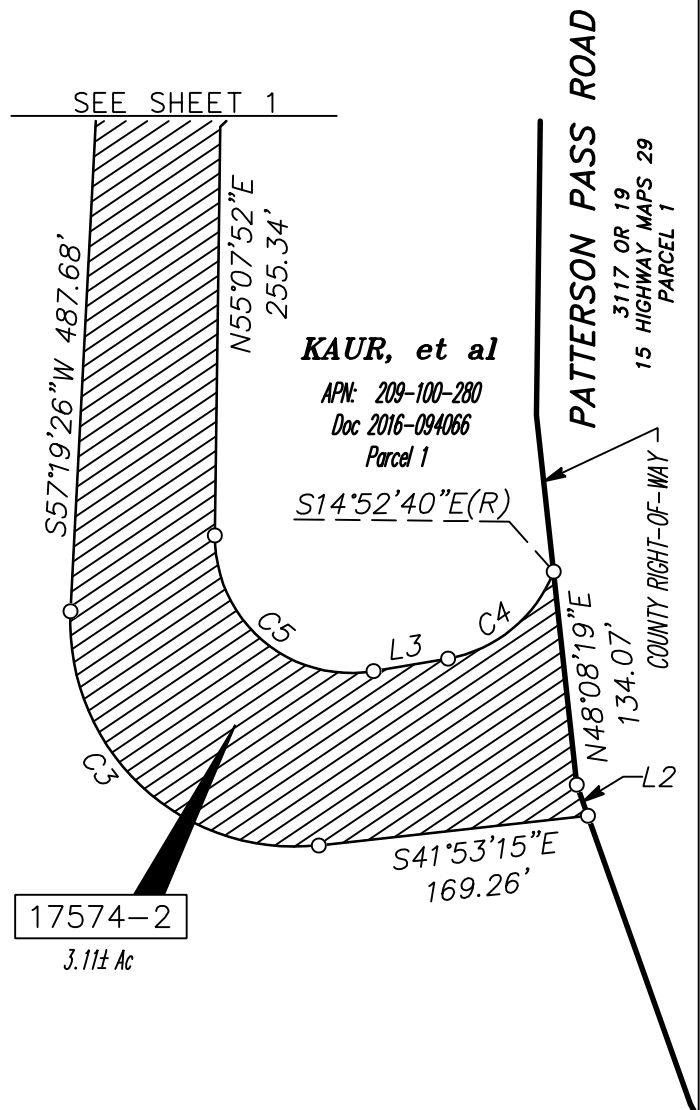 SEE SHEET 1
PATTERSON PASS ROAD
3117 OR 19
15 HIGHWAY MAPS 29
PARCEL 1
S57°19'26"W 487.68'
N55°07'52"E
255.34'
KAUR, et al
APN: 209-100-280
Doc 2016-094066
Parcel 1
S14°52'40"E(R)
COUNTY RIGHT-OF-WAY
C5
L3
C4
N48°08'19"E
134.07'
C3
L2
S41°53'15"E
169.26'
17574-2
3.11± Ac